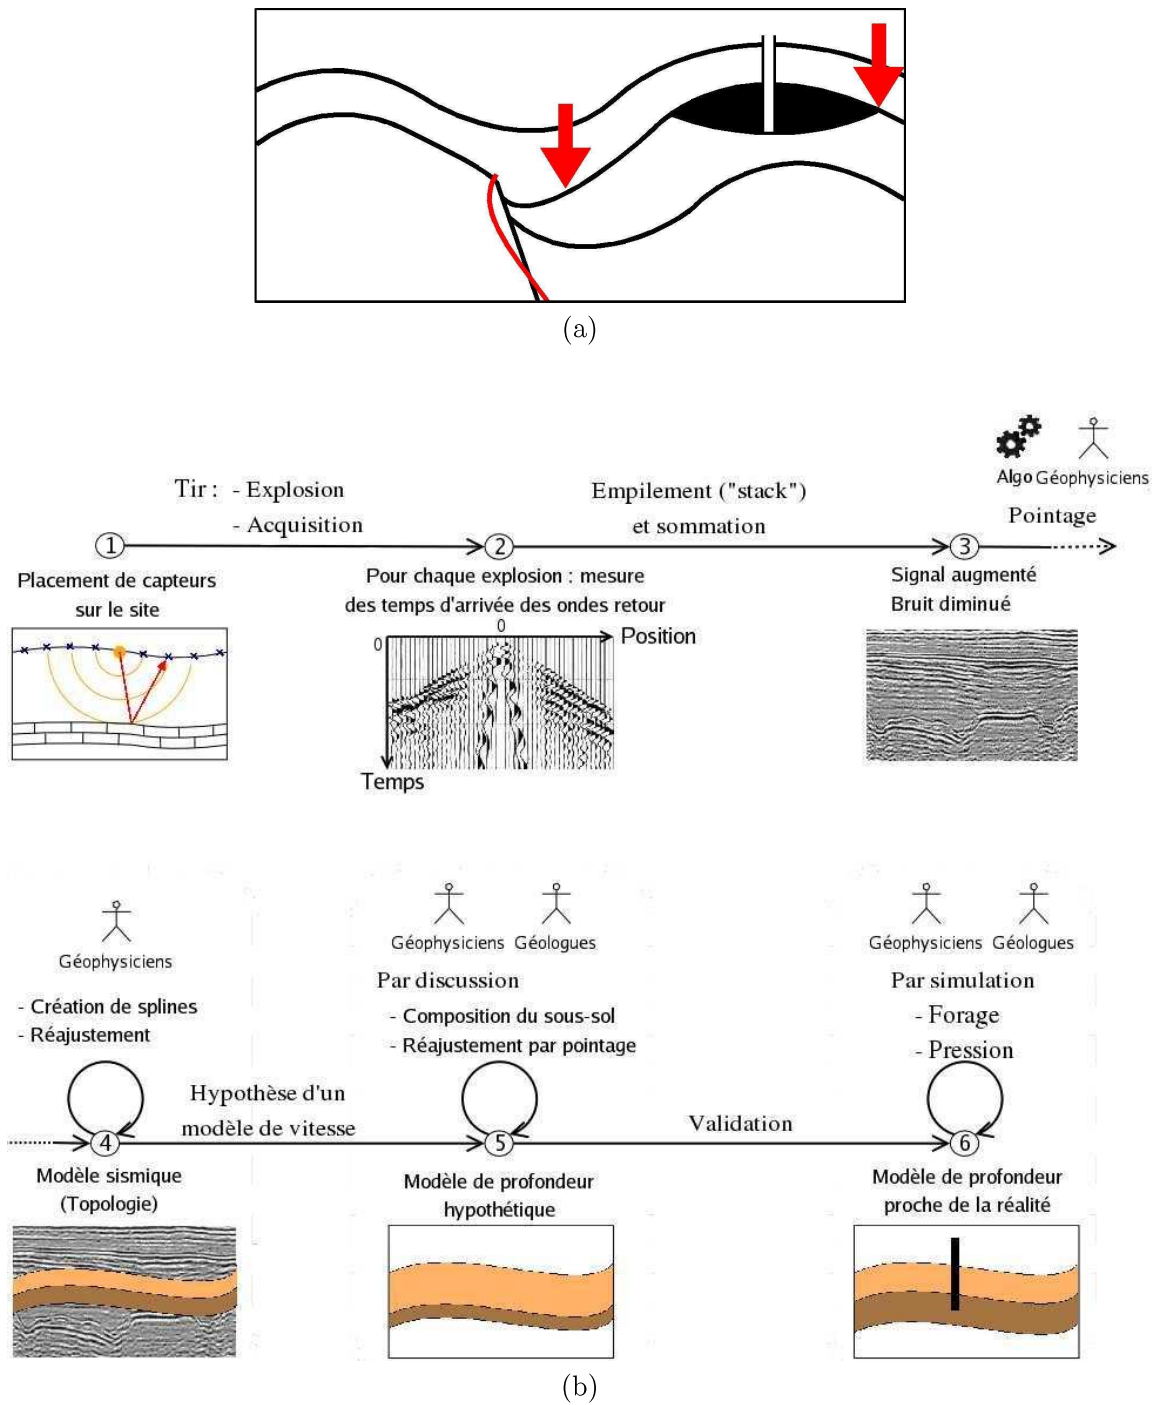 (a)
Algo Géophysiciens
Tir : - Explosion
- Acquisition
Empilement ("stack")
et sommation
Pointage
1
2
3
Placement de capteurs
sur le site
Pour chaque explosion : mesure
des temps d'arrivée des ondes retour
Signal augmenté
Bruit diminué
0
0
Position
Temps
Géophysiciens
- Création de splines
- Réajustement
Géophysiciens Géologues
Par discussion
- Composition du sous-sol
- Réajustement par pointage
Géophysiciens Géologues
Par simulation
- Forage
- Pression
Hypothèse d'un
modèle de vitesse
Validation
4
5
6
Modèle sismique
(Topologie)
Modèle de profondeur
hypothétique
Modèle de profondeur
proche de la réalité
(b)